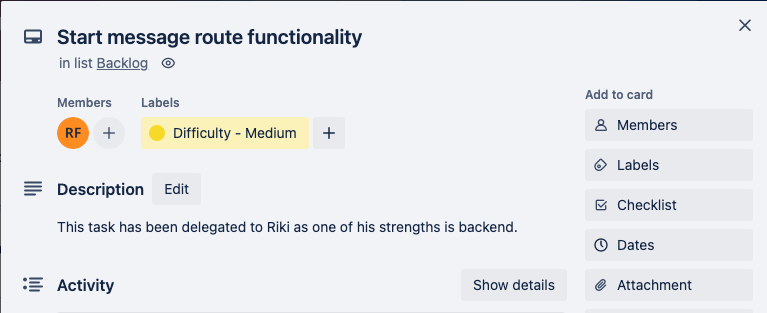 Start message route functionality
in list Backlog
Members
Labels
RF
+
Difficulty - Medium
+
Description
Edit
This task has been delegated to Riki as one of his strengths is backend.
Activity
Show details
Add to card
Members
Labels
Checklist
Dates
Attachment